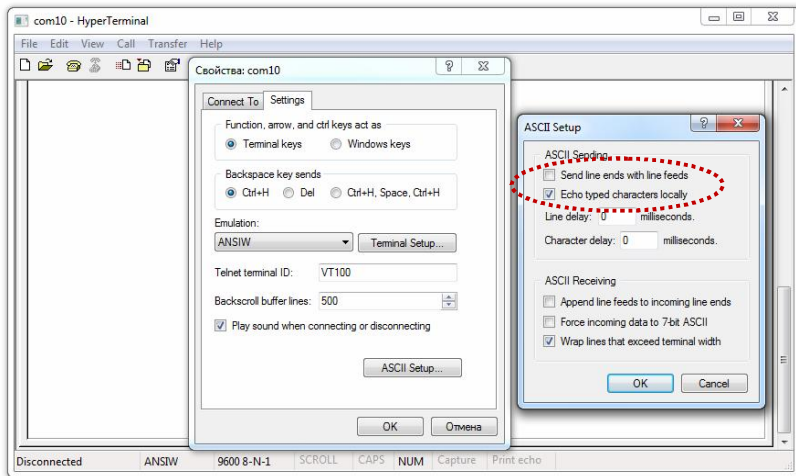 com10 - HyperTerminal
File Edit View Call Transfer Help
Свойства: com10
Connect To Settings
Function, arrow, and ctrl keys act as
Terminal keys Windows keys
Backspace key sends
Ctrl+H Del Ctrl+H, Space, Ctrl+H
Emulation:
ANSIW Terminal Setup...
Telnet terminal ID: VT100
Backscroll buffer lines: 500
Play sound when connecting or disconnecting
ASCII Setup...
OK Отмена
ASCII Setup
ASCII Sending
Send line ends with line feeds
Echo typed characters locally
Line delay: 0 milliseconds.
Character delay: 0 milliseconds.
ASCII Receiving
Append line feeds to incoming line ends
Force incoming data to 7-bit ASCII
Wrap lines that exceed terminal width
OK Cancel
Disconnected ANSIW 9600 8-N-1 SCROLL CAPS NUM Capture Print echo